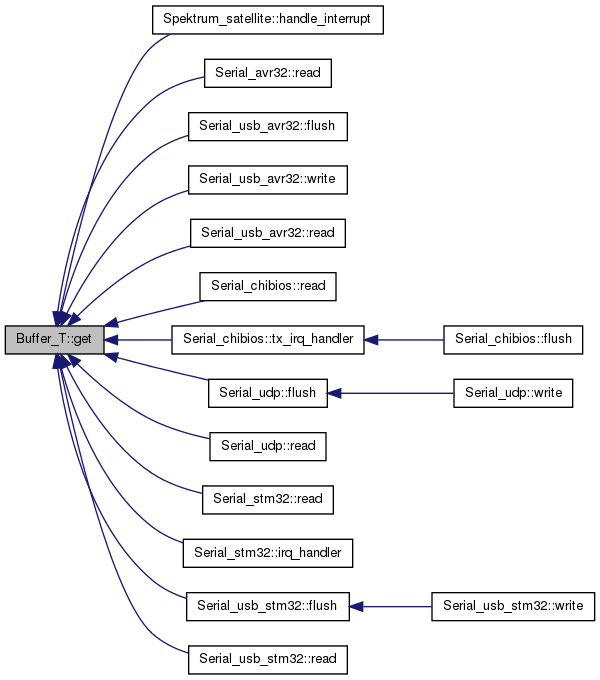 Spektrum_satellite::handle_interrupt
Serial_avr32::read
Serial_usb_avr32::flush
Serial_usb_avr32::write
Serial_usb_avr32::read
Serial_chibios::read
Buffer_T::get
Serial_chibios::tx_irq_handler
Serial_chibios::flush
Serial_udp::flush
Serial_udp::write
Serial_udp::read
Serial_stm32::read
Serial_stm32::irq_handler
Serial_usb_stm32::flush
Serial_usb_stm32::write
Serial_usb_stm32::read